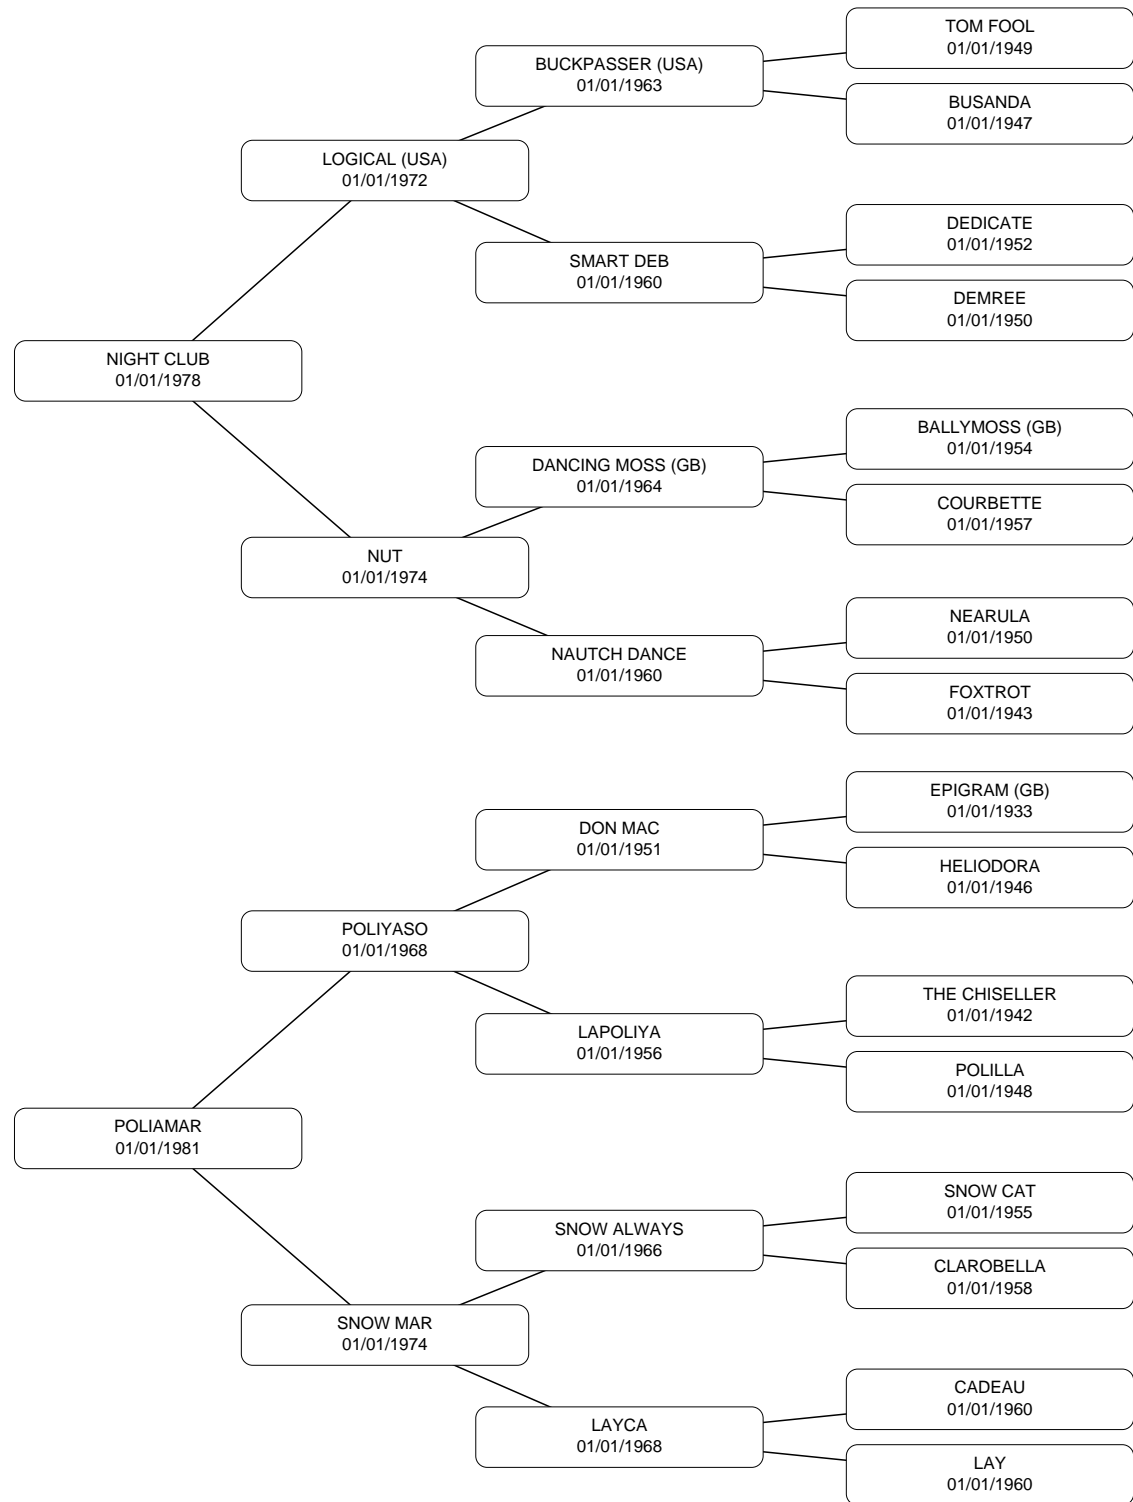 TOM FOOL
01/01/1949
BUCKPASSER (USA)
01/01/1963
BUSANDA
01/01/1947
LOGICAL (USA)
01/01/1972
DEDICATE
01/01/1952
SMART DEB
01/01/1960
DEMREE
01/01/1950
NIGHT CLUB
01/01/1978
BALLYMOSS (GB)
01/01/1954
DANCING MOSS (GB)
01/01/1964
COURBETTE
01/01/1957
NUT
01/01/1974
NEARULA
01/01/1950
NAUTCH DANCE
01/01/1960
FOXTROT
01/01/1943
EPIGRAM (GB)
01/01/1933
DON MAC
01/01/1951
HELIODORA
01/01/1946
POLIYASO
01/01/1968
THE CHISELLER
01/01/1942
LAPOLIYA
01/01/1956
POLILLA
01/01/1948
POLIAMAR
01/01/1981
SNOW CAT
01/01/1955
SNOW ALWAYS
01/01/1966
CLAROBELLA
01/01/1958
SNOW MAR
01/01/1974
CADEAU
01/01/1960
LAYCA
01/01/1968
LAY
01/01/1960